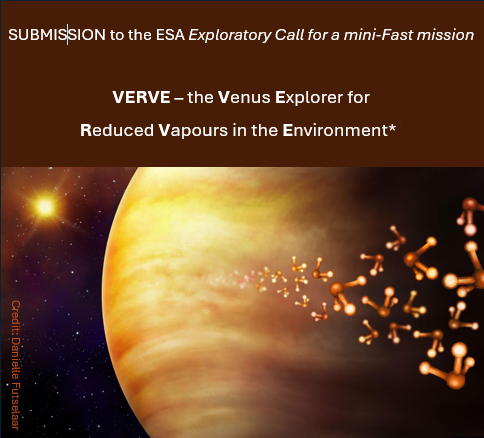 SUBMISSION to the ESA Exploratory Call for a mini-Fast mission
VERVE – the Venus Explorer for
Reduced Vapours in the Environment*
Credit: Danielle Futselaar